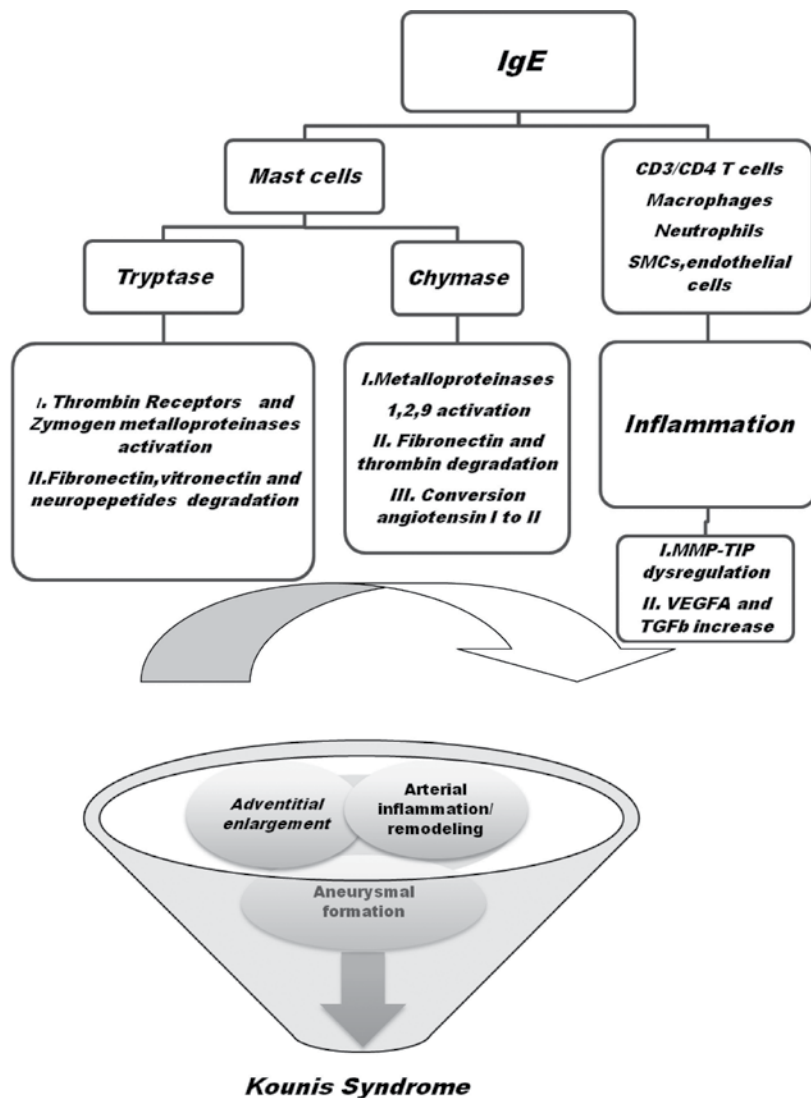 IgE
Mast cells
CD3/CD4 T cells
Macrophages
Neutrophils
SMCs,endothelial
cells
Tryptase
Chymase
I. Thrombin Receptors and
Zymogen metalloproteinases
activation
II.Fibronectin,vitronectin and
neuropeptides degradation
I.Metalloproteinases
1,2,9 activation
II. Fibronectin and
thrombin degradation
III. Conversion
angiotensin I to II
Inflammation
I.MMP-TIP
dysregulation
II. VEGFA and
TGFb increase
Adventitial
enlargement
Arterial
inflammation/
remodeling
Aneurysmal
formation
Kounis Syndrome